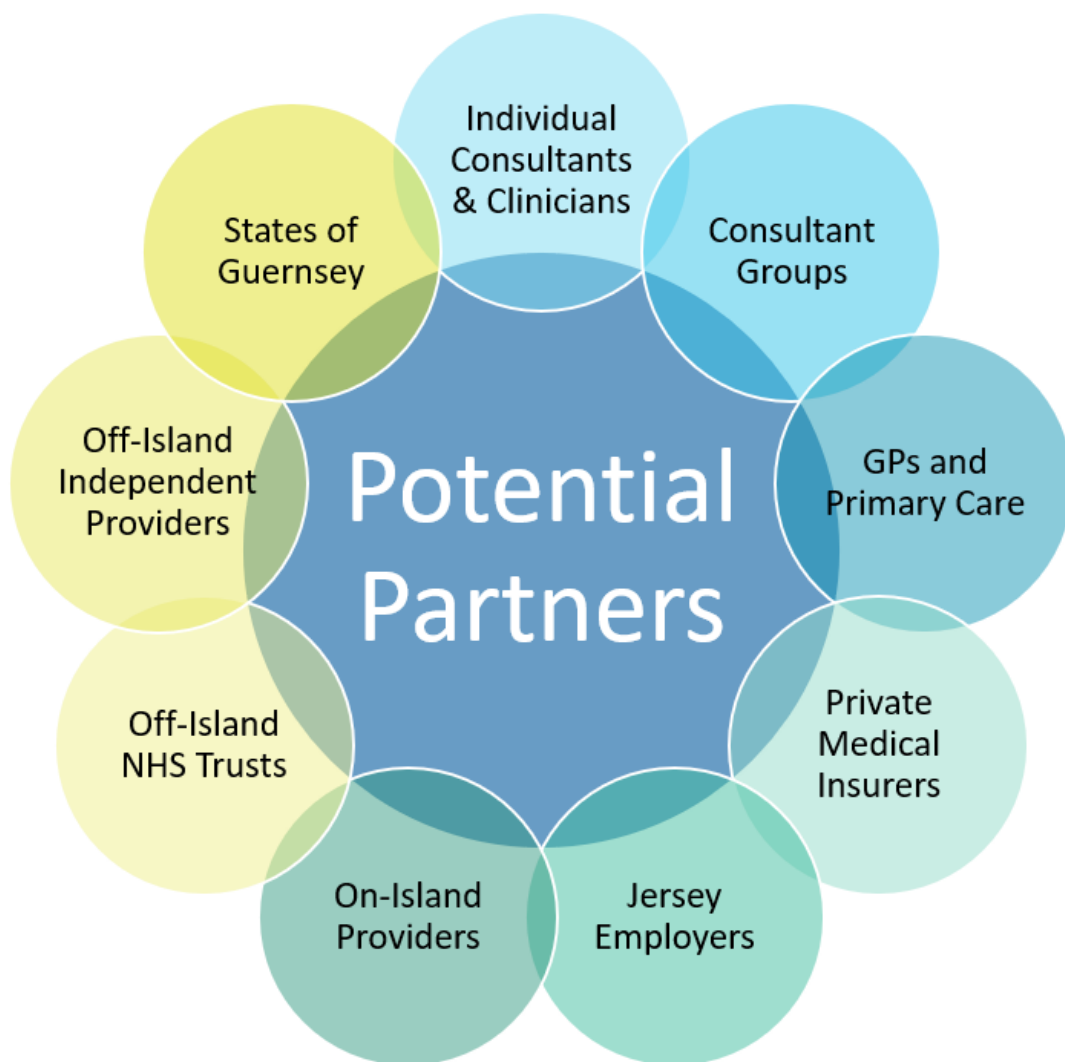 Individual
Consultants
& Clinicians
Consultant
Groups
GPs and
Primary Care
Private
Medical
Insurers
Jersey
Employers
On-Island
Providers
Off-Island
NHS Trusts
Off-Island
Independent
Providers
States of
Guernsey
Potential
Partners